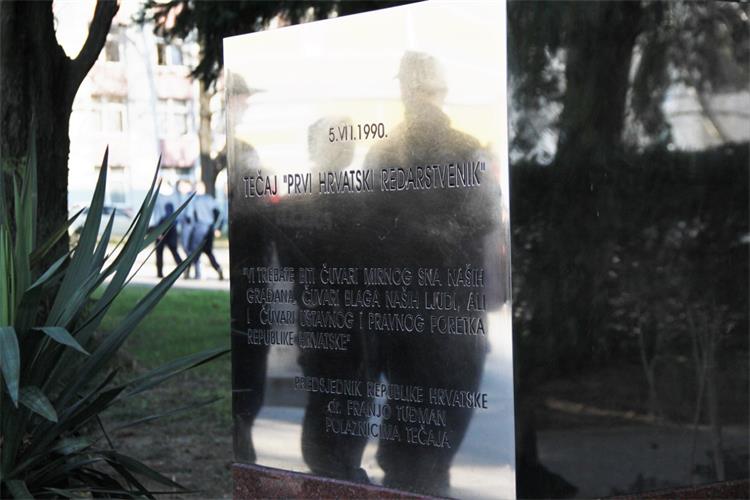 5.VII.1990.
TEČAJ "PRVI HRVATSKI REDARSTVENIK"
"VI TREBATE BITI ČUVARI MIRNOG SNA NAŠIH
GRAĐANA, ČUVARI BLAGA NAŠIH LJUDI, ALI
I ČUVARI USTAVNOG I PRAVNOG PORETKA
REPUBLIKE HRVATSKE"
PREDSJEDNIK REPUBLIKE HRVATSKE
dr. FRANJO TUĐMAN
POLAZNICIMA TEČAJA